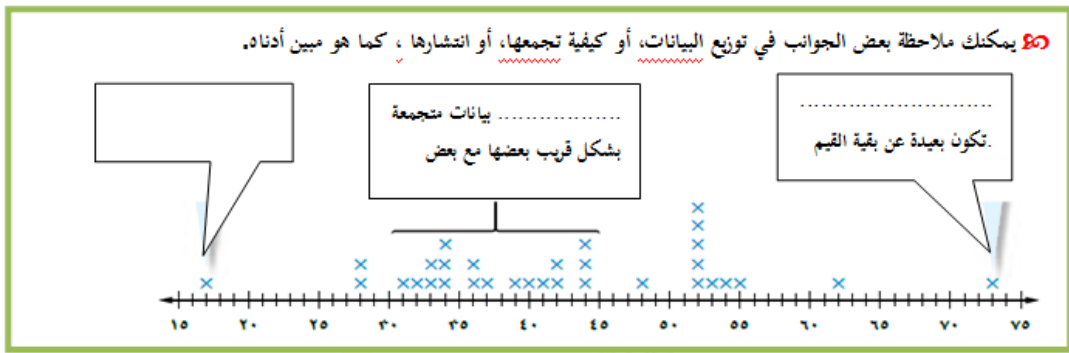 يمكنك ملاحظة بعض الجوانب في توزيع البيانات، أو كيفية تجمعها، أو انتشارها ، كما هو مبين أدناه.
............................
.تكون بعيدة عن بقية القيم
.................. بيانات متجمعة
بشكل قريب بعضها مع بعض
١٥ ٢٠ ٢٥ ٣٠ ٣٥ ٤٠ ٤٥ ٥٠ ٥٥ ٦٠ ٦٥ ٧٠ ٧٥